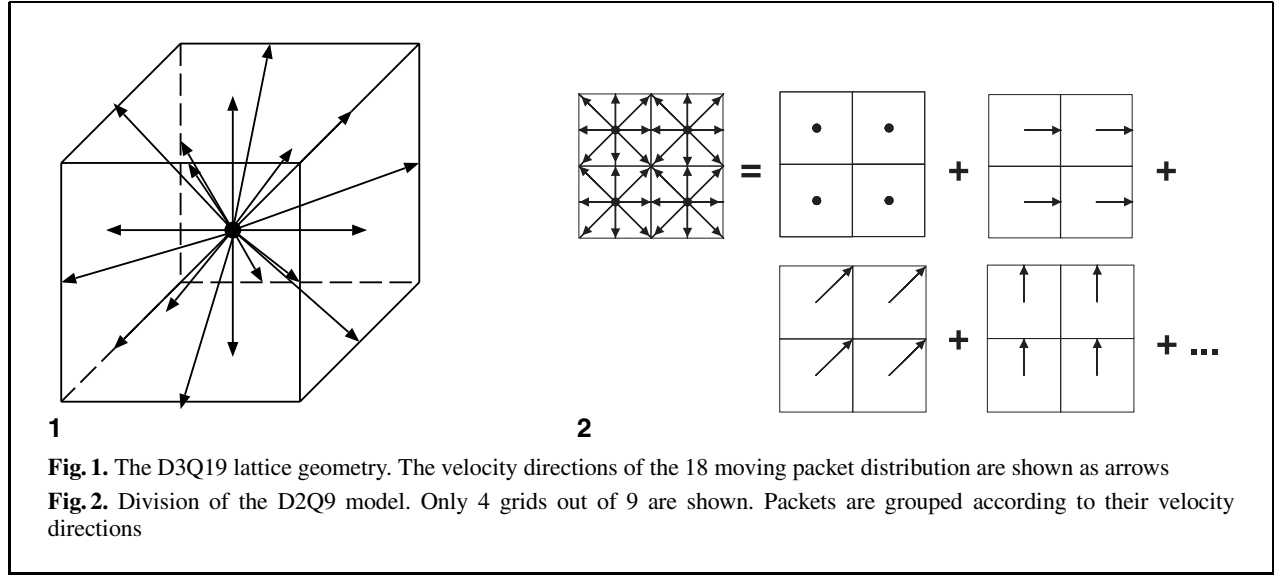 = + +
+ + ...
1 2
Fig. 1. The D3Q19 lattice geometry. The velocity directions of the 18 moving packet distribution are shown as arrows
Fig. 2. Division of the D2Q9 model. Only 4 grids out of 9 are shown. Packets are grouped according to their velocity
directions